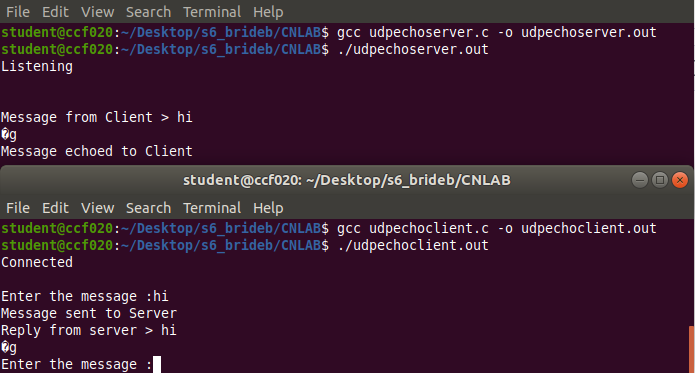 File Edit View Search Terminal Help
student@ccf020:~/Desktop/s6_brideb/CNLAB$ gcc udpechoserver.c -o udpechoserver.out
student@ccf020:~/Desktop/s6_brideb/CNLAB$ ./udpechoserver.out
Listening
Message from Client > hi
�g
Message echoed to Client
student@ccf020: ~/Desktop/s6_brideb/CNLAB
File Edit View Search Terminal Help
student@ccf020:~/Desktop/s6_brideb/CNLAB$ gcc udpechoclient.c -o udpechoclient.out
student@ccf020:~/Desktop/s6_brideb/CNLAB$ ./udpechoclient.out
Connected
Enter the message :hi
Message sent to Server
Reply from server > hi
�g
Enter the message :